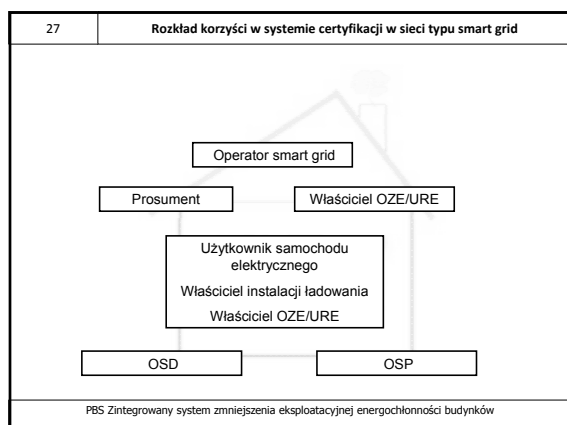 27
Rozkład korzyści w systemie certyfikacji w sieci typu smart grid
Operator smart grid
Prosument
Właściciel OZE/URE
Użytkownik samochodu
elektrycznego
Właściciel instalacji ładowania
Właściciel OZE/URE
OSD
OSP
PBS Zintegrowany system zmniejszenia eksploatacyjnej energochłonności budynków